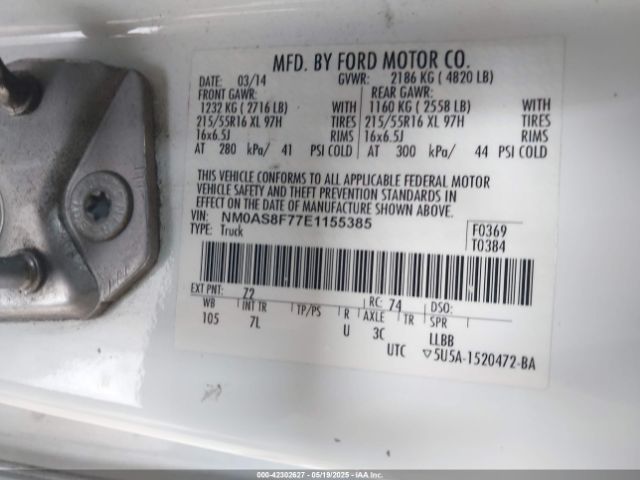 MFD. BY FORD MOTOR CO.
DATE: 03/14 GVWR: 2186 KG ( 4820 LB)
FRONT GAWR: REAR GAWR:
1232 KG ( 2716 LB) WITH 1160 KG ( 2558 LB) WITH
215/55R16 XL 97H TIRES 215/55R16 XL 97H TIRES
16x6.5J RIMS 16x6.5J RIMS
AT 280 kPa/ 41 PSI COLD AT 300 kPa/ 44 PSI COLD
THIS VEHICLE CONFORMS TO ALL APPLICABLE FEDERAL MOTOR
VEHICLE SAFETY AND THEFT PREVENTION STANDARDS
IN EFFECT ON THE DATE OF MANUFACTURE SHOWN ABOVE.
VIN: NM0AS8F77E1155385 F0369
TYPE: Truck T0384
EXT PNT: Z2 RC: 74 DSO:
WB INT TR TP/PS R AXLE TR SPR
105 7L U 3C LLBB
UTC ▽5U5A-1520472-BA
000-42302627 - 05/19/2025 - IAAI.COM